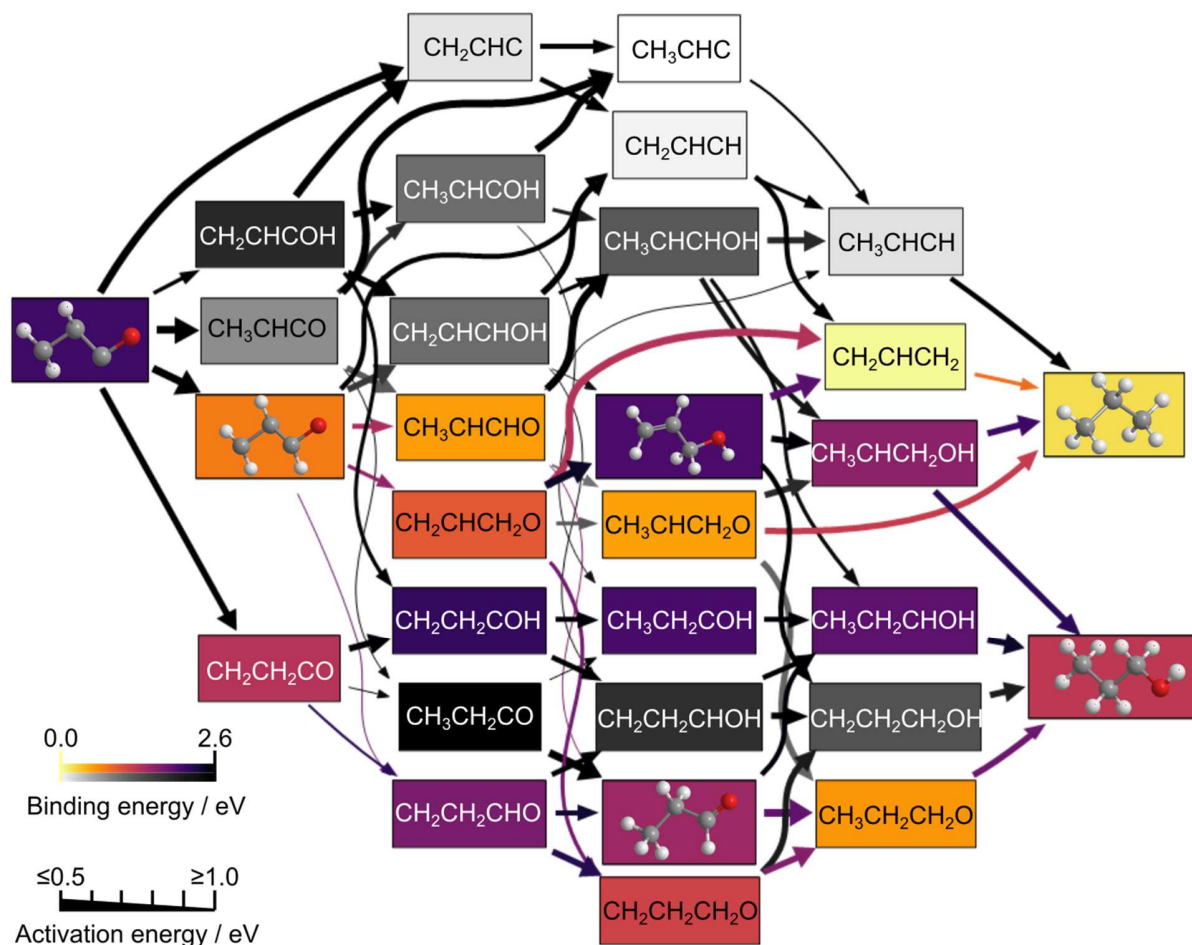 CH₂CHC
CH₃CHC
CH₂CHCH
CH₃CHCOH
CH₂CHCOH
CH₃CHCHOH
CH₃CHCH
CH₃CHCO
CH₂CHCHOH
CH₂CHCH₂
CH₃CHCHO
CH₃CHCH₂OH
CH₂CHCH₂O
CH₃CHCH₂O
CH₂CH₂COH
CH₃CH₂COH
CH₃CH₂CHOH
CH₂CH₂CO
CH₃CH₂CO
CH₂CH₂CHOH
CH₂CH₂CH₂OH
0.0 2.6
Binding energy / eV
CH₂CH₂CHO
CH₃CH₂CH₂O
≤0.5 ≥1.0
Activation energy / eV
CH₂CH₂CH₂O